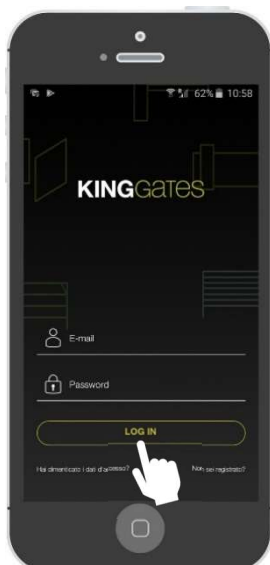 62% 10:58
KINGGATES
E-mail
Password
LOG IN
Hai dimenticato i dati d'accesso? Non sei registrato?